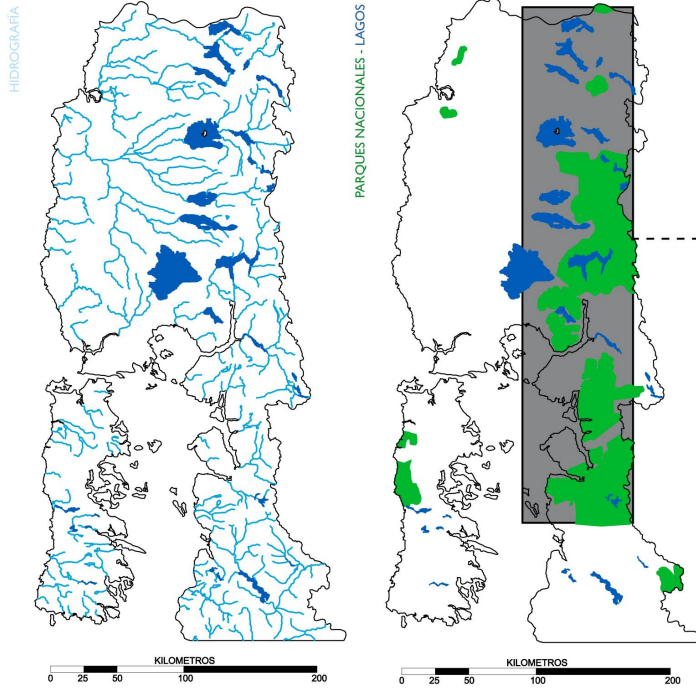 HIDROGRAFÍA
PARQUES NACIONALES - LAGOS
KILOMETROS
0 25 50 100 200
KILOMETROS
0 25 50 100 200